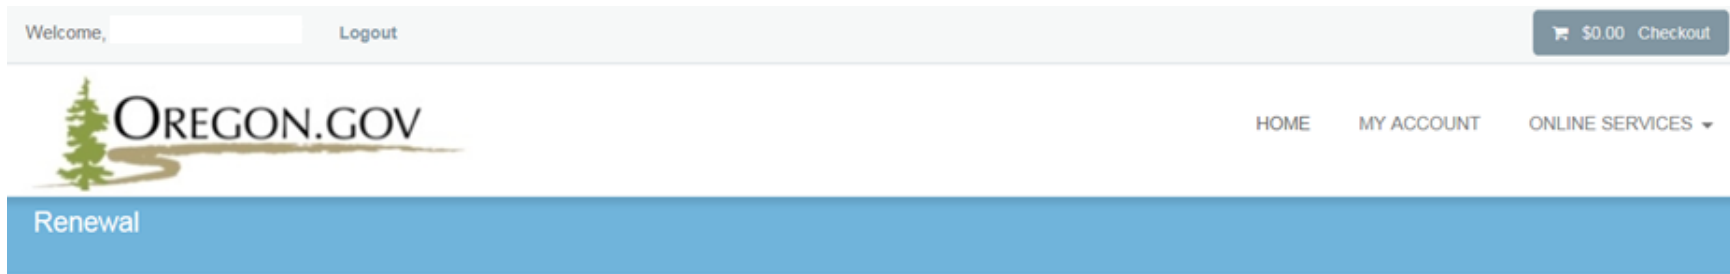 Welcome, Logout $0.00 Checkout
OREGON.GOV HOME MY ACCOUNT ONLINE SERVICES
Renewal